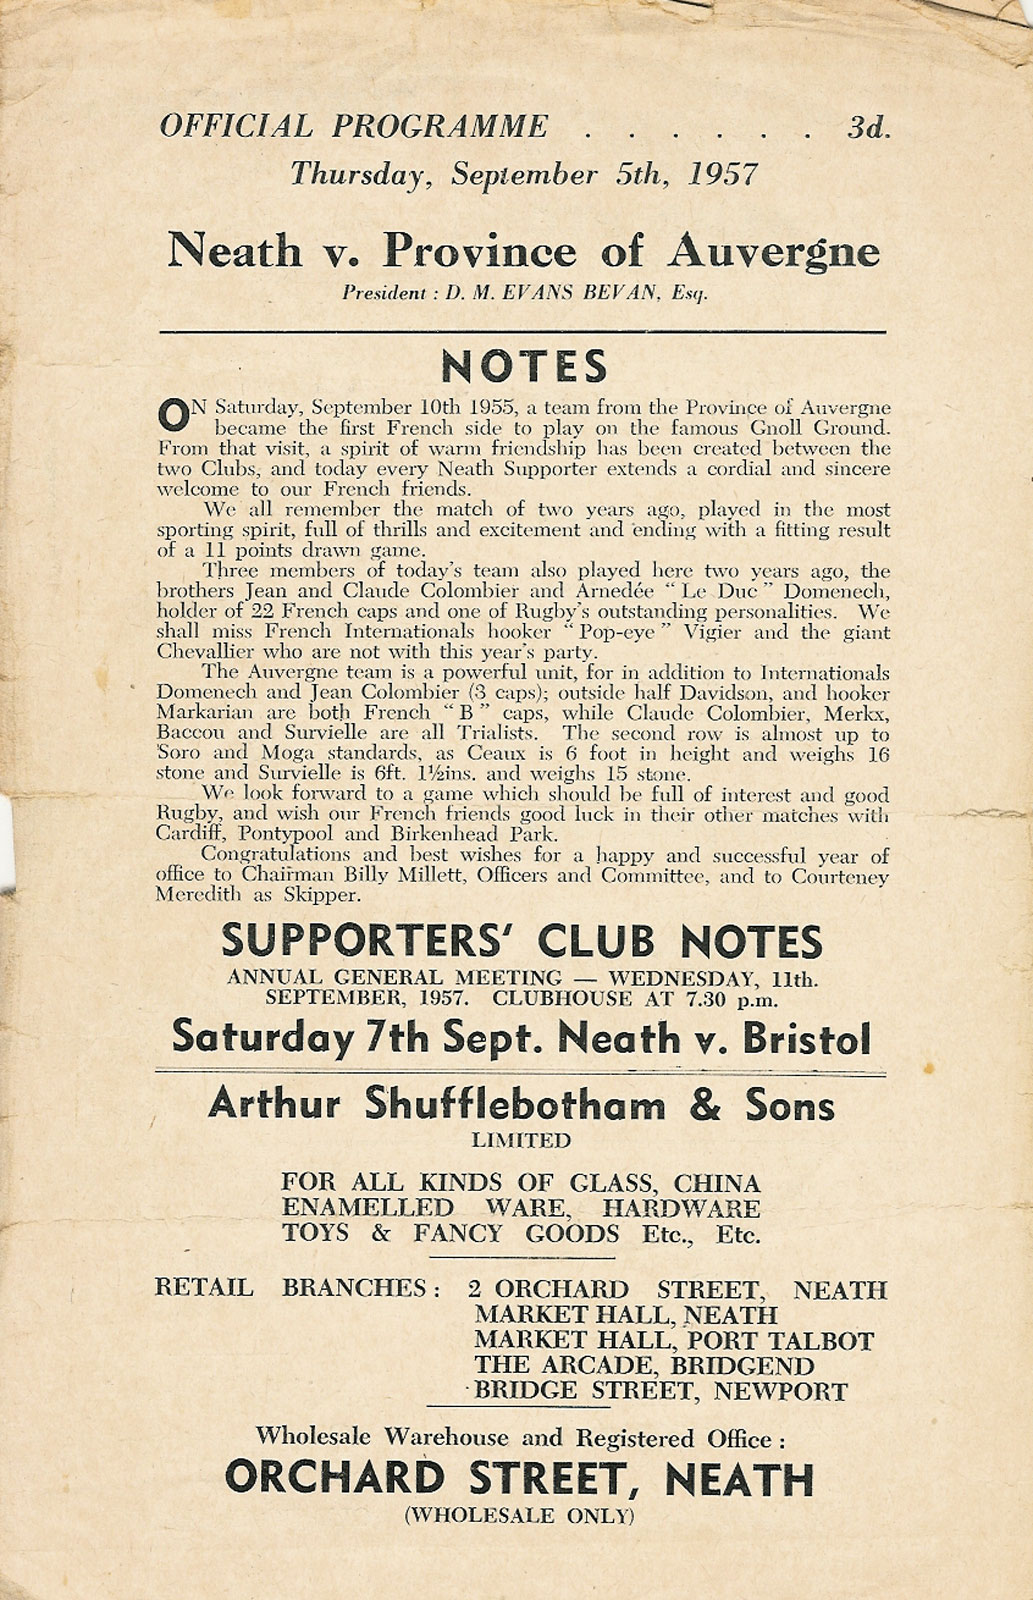 OFFICIAL PROGRAMME . . . . . . 3d.
Thursday, September 5th, 1957
Neath v. Province of Auvergne
President : D. M. EVANS BEVAN, Esq.
NOTES
ON Saturday, September 10th 1955, a team from the Province of Auvergne
became the first French side to play on the famous Gnoll Ground.
From that visit, a spirit of warm friendship has been created between the
two Clubs, and today every Neath Supporter extends a cordial and sincere
welcome to our French friends.
We all remember the match of two years ago, played in the most
sporting spirit, full of thrills and excitement and ending with a fitting result
of a 11 points drawn game.
Three members of today's team also played here two years ago, the
brothers Jean and Claude Colombier and Arnedée " Le Duc " Domenech,
holder of 22 French caps and one of Rugby's outstanding personalities. We
shall miss French Internationals hooker " Pop-eye " Vigier and the giant
Chevallier who are not with this year's party.
The Auvergne team is a powerful unit, for in addition to Internationals
Domenech and Jean Colombier (3 caps); outside half Davidson, and hooker
Markarian are both French " B " caps, while Claude Colombier, Merkx,
Baccou and Survielle are all Trialists. The second row is almost up to
'Soro and Moga standards, as Ceaux is 6 foot in height and weighs 16
stone and Survielle is 6ft. 1½ins. and weighs 15 stone.
We look forward to a game which should be full of interest and good
Rugby, and wish our French friends good luck in their other matches with
Cardiff, Pontypool and Birkenhead Park.
Congratulations and best wishes for a happy and successful year of
office to Chairman Billy Millett, Officers and Committee, and to Courteney
Meredith as Skipper.
SUPPORTERS' CLUB NOTES
ANNUAL GENERAL MEETING — WEDNESDAY, 11th.
SEPTEMBER, 1957. CLUBHOUSE AT 7.30 p.m.
Saturday 7th Sept. Neath v. Bristol
Arthur Shufflebotham & Sons
LIMITED
FOR ALL KINDS OF GLASS, CHINA
ENAMELLED WARE, HARDWARE
TOYS & FANCY GOODS Etc., Etc.
RETAIL BRANCHES : 2 ORCHARD STREET, NEATH
MARKET HALL, NEATH
MARKET HALL, PORT TALBOT
THE ARCADE, BRIDGEND
BRIDGE STREET, NEWPORT
Wholesale Warehouse and Registered Office :
ORCHARD STREET, NEATH
(WHOLESALE ONLY)